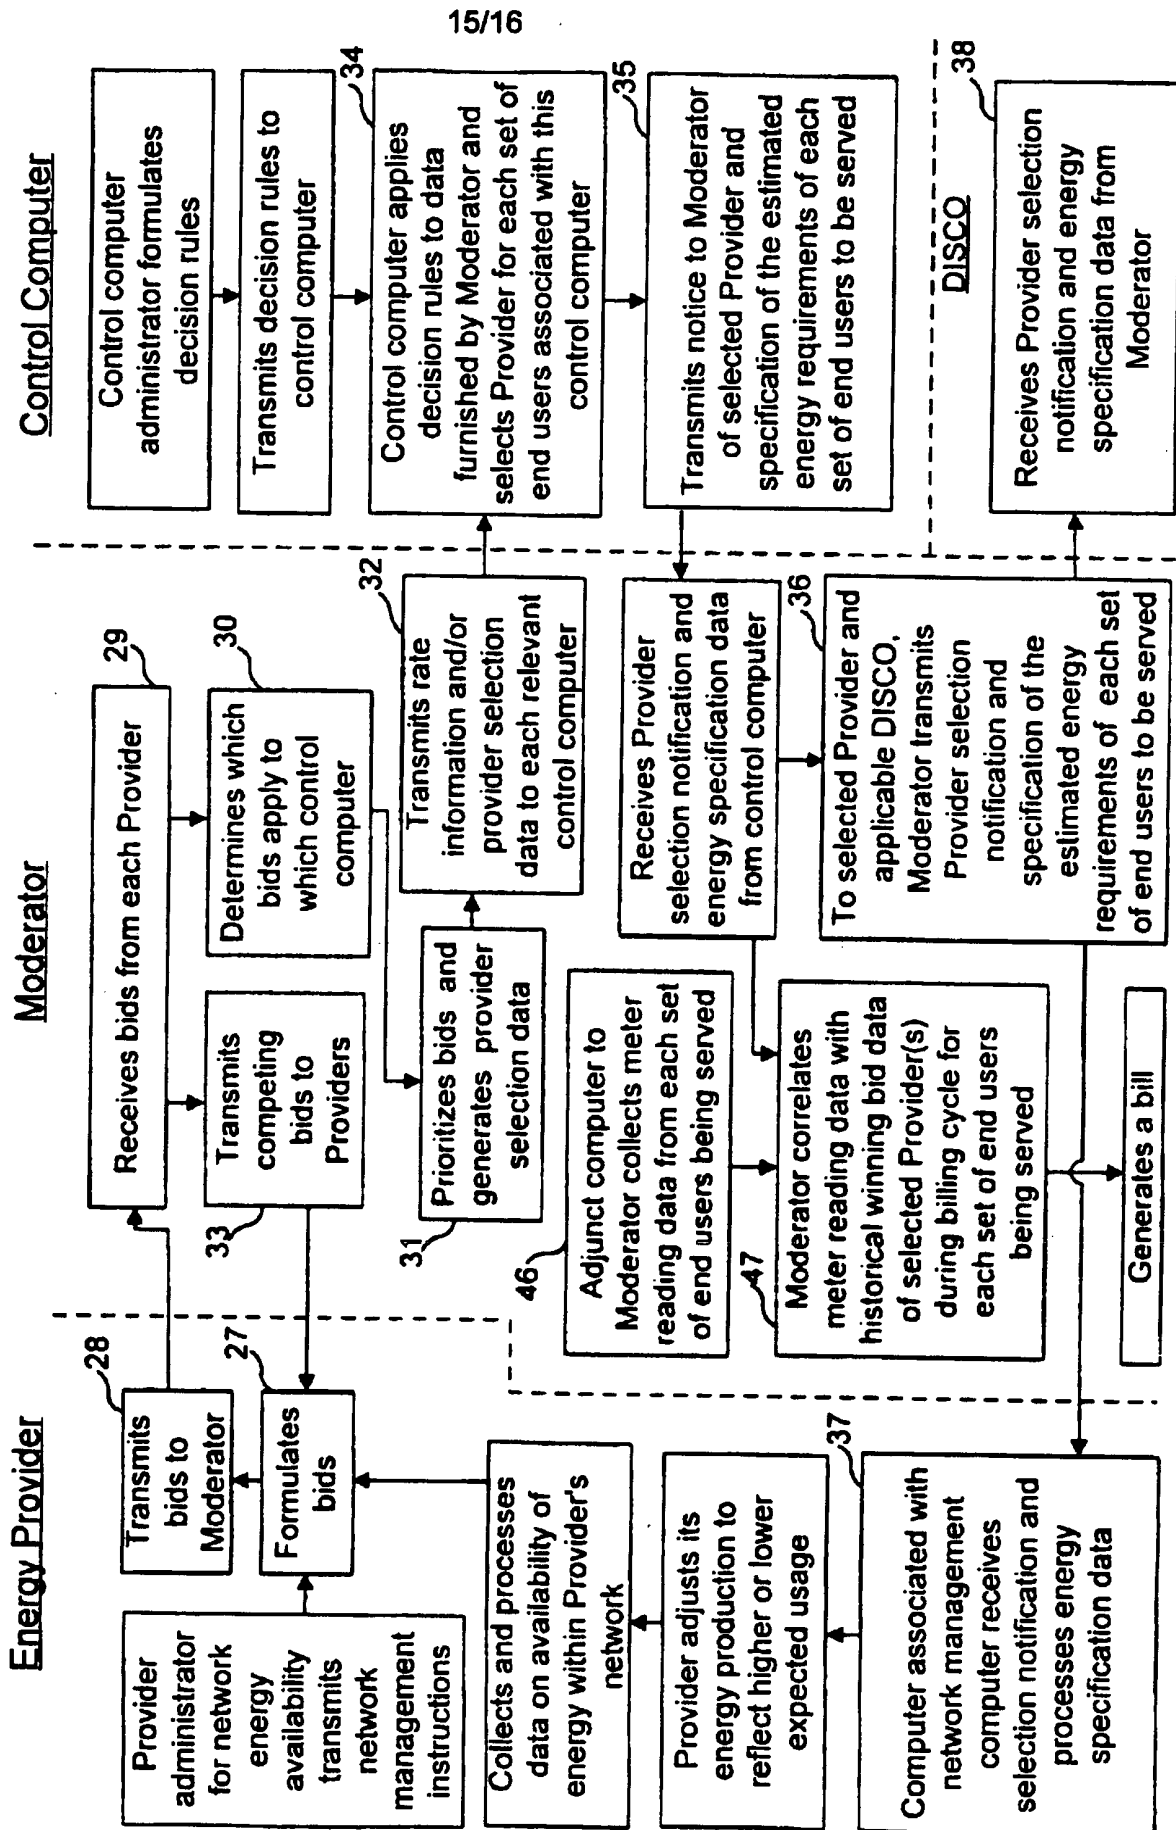 15/16
Energy Provider
Provider
administrator
for network
energy
availability
transmits
network
management
instructions
28
Transmits
bids to
Moderator
27
Formulates
bids
Collects and processes
data on availability of
energy within Provider's
network
Provider adjusts its
energy production to
reflect higher or lower
expected usage
37
Computer associated with
network management
computer receives
selection notification and
processes energy
specification data
Moderator
29
Receives bids from each Provider
33
Transmits
competing
bids to
Providers
30
Determines which
bids apply to
which control
computer
31
Prioritizes bids and
generates provider
selection data
32
Transmits rate
information and/or
provider selection
data to each relevant
control computer
46
Adjunct computer to
Moderator collects meter
reading data from each set
of end users being served
Receives Provider
selection notification and
energy specification data
from control computer
47
Moderator correlates
meter reading data with
historical winning bid data
of selected Provider(s)
during billing cycle for
each set of end users
being served
36
To selected Provider and
applicable DISCO,
Moderator transmits
Provider selection
notification and
specification of the
estimated energy
requirements of each set
of end users to be served
Generates a bill
Control Computer
Control computer
administrator formulates
decision rules
Transmits decision rules to
control computer
34
Control computer applies
decision rules to data
furnished by Moderator and
selects Provider for each set of
end users associated with this
control computer
35
Transmits notice to Moderator
of selected Provider and
specification of the estimated
energy requirements of each
set of end users to be served
DISCO
38
Receives Provider selection
notification and energy
specification data from
Moderator